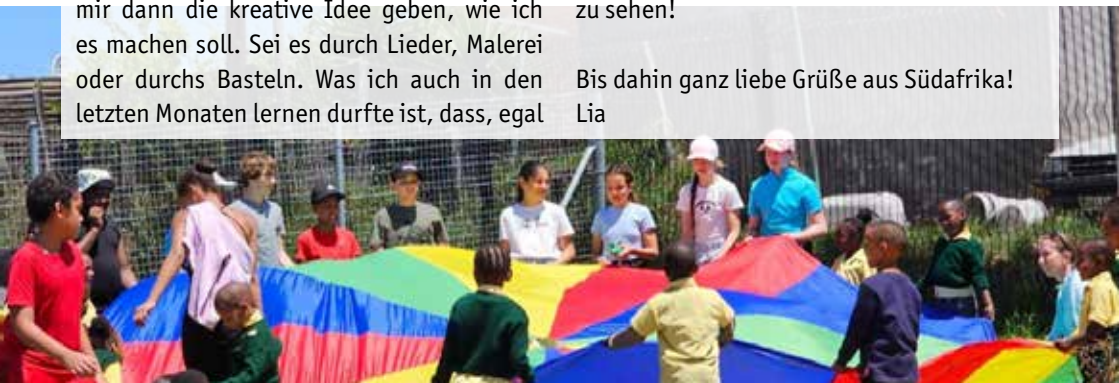 mir dann die kreative Idee geben, wie ich
es machen soll. Sei es durch Lieder, Malerei
oder durchs Basteln. Was ich auch in den
letzten Monaten lernen durfte ist, dass, egal
zu sehen!
Bis dahin ganz liebe Grüße aus Südafrika!
Lia